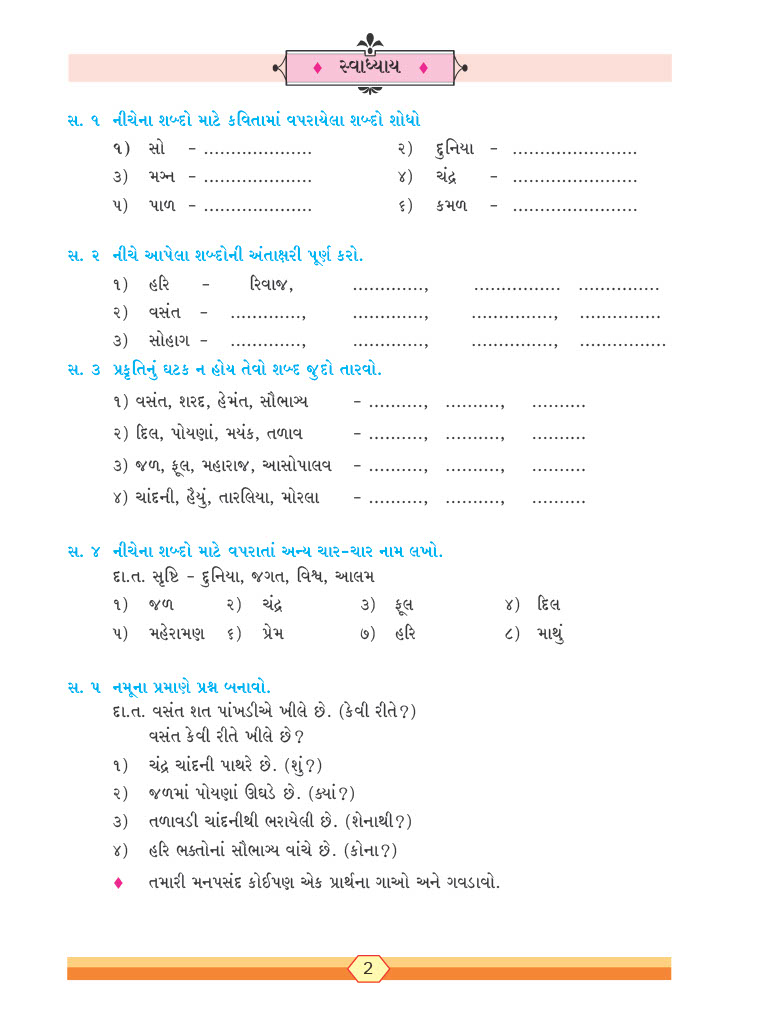 સ્વાધ્યાય
સ. ૧ નીચેના શબ્દો માટે કવિતામાં વપરાયેલા શબ્દો શોધો
૧) સો - .................... ૨) દુનિયા - .......................
૩) મગ્ન - .................... ૪) ચંદ્ર - .......................
૫) પાળ - .................... ૬) કમળ - .......................
સ. ૨ નીચે આપેલા શબ્દોની અંતાક્ષરી પૂર્ણ કરો.
૧) હરિ - રિવાજ, ............., ................ ...............
૨) વસંત - ............., ............., ..............., ...............
૩) સોહાગ - ............., ............., ..............., ................
સ. ૩ પ્રકૃતિનું ઘટક ન હોય તેવો શબ્દ જુદો તારવો.
૧) વસંત, શરદ, હેમંત, સૌભાગ્ય - .........., .........., ..........
૨) દિલ, પોયણાં, મયંક, તળાવ - .........., .........., ..........
૩) જળ, ફૂલ, મહારાજ, આસોપાલવ - .........., .........., ..........
૪) ચાંદની, હૈયું, તારલિયા, મોરલા - .........., .........., ..........
સ. ૪ નીચેના શબ્દો માટે વપરાતાં અન્ય ચાર-ચાર નામ લખો.
દા.ત. સૃષ્ટિ - દુનિયા, જગત, વિશ્વ, આલમ
૧) જળ ૨) ચંદ્ર ૩) ફૂલ ૪) દિલ
૫) મહેરામણ ૬) પ્રેમ ૭) હરિ ૮) માથું
સ. ૫ નમૂના પ્રમાણે પ્રશ્ન બનાવો.
દા.ત. વસંત શત પાંખડીએ ખીલે છે. (કેવી રીતે?)
વસંત કેવી રીતે ખીલે છે?
૧) ચંદ્ર ચાંદની પાથરે છે. (શું?)
૨) જળમાં પોયણાં ઊઘડે છે. (ક્યાં?)
૩) તળાવડી ચાંદનીથી ભરાયેલી છે. (શેનાથી?)
૪) હરિ ભક્તોનાં સૌભાગ્ય વાંચે છે. (કોના?)
તમારી મનપસંદ કોઈપણ એક પ્રાર્થના ગાઓ અને ગવડાવો.
2